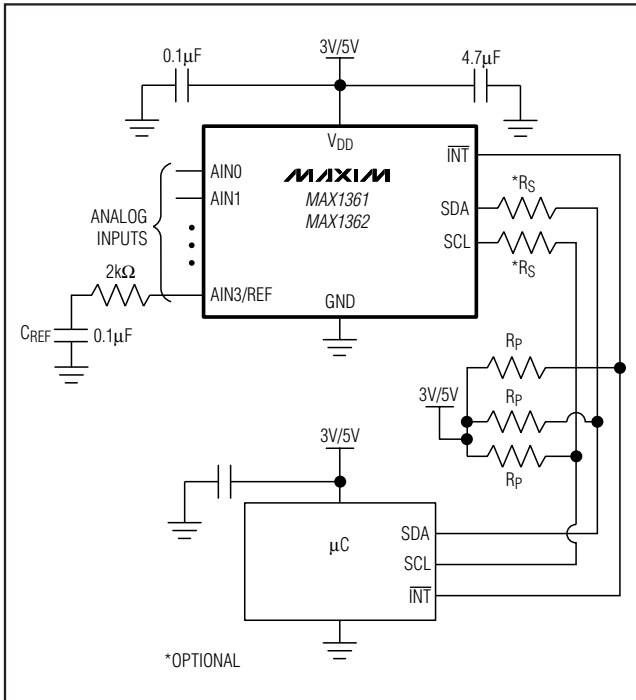 3V/5V
0.1µF
4.7µF
VDD
INT
AIN0
MAXIM
*RS
AIN1
MAX1361
SDA
MAX1362
ANALOG
INPUTS
SCL
*RS
2kΩ
AIN3/REF
GND
CREF
0.1µF
RP
3V/5V
RP
3V/5V
RP
µC
SDA
SCL
INT
*OPTIONAL